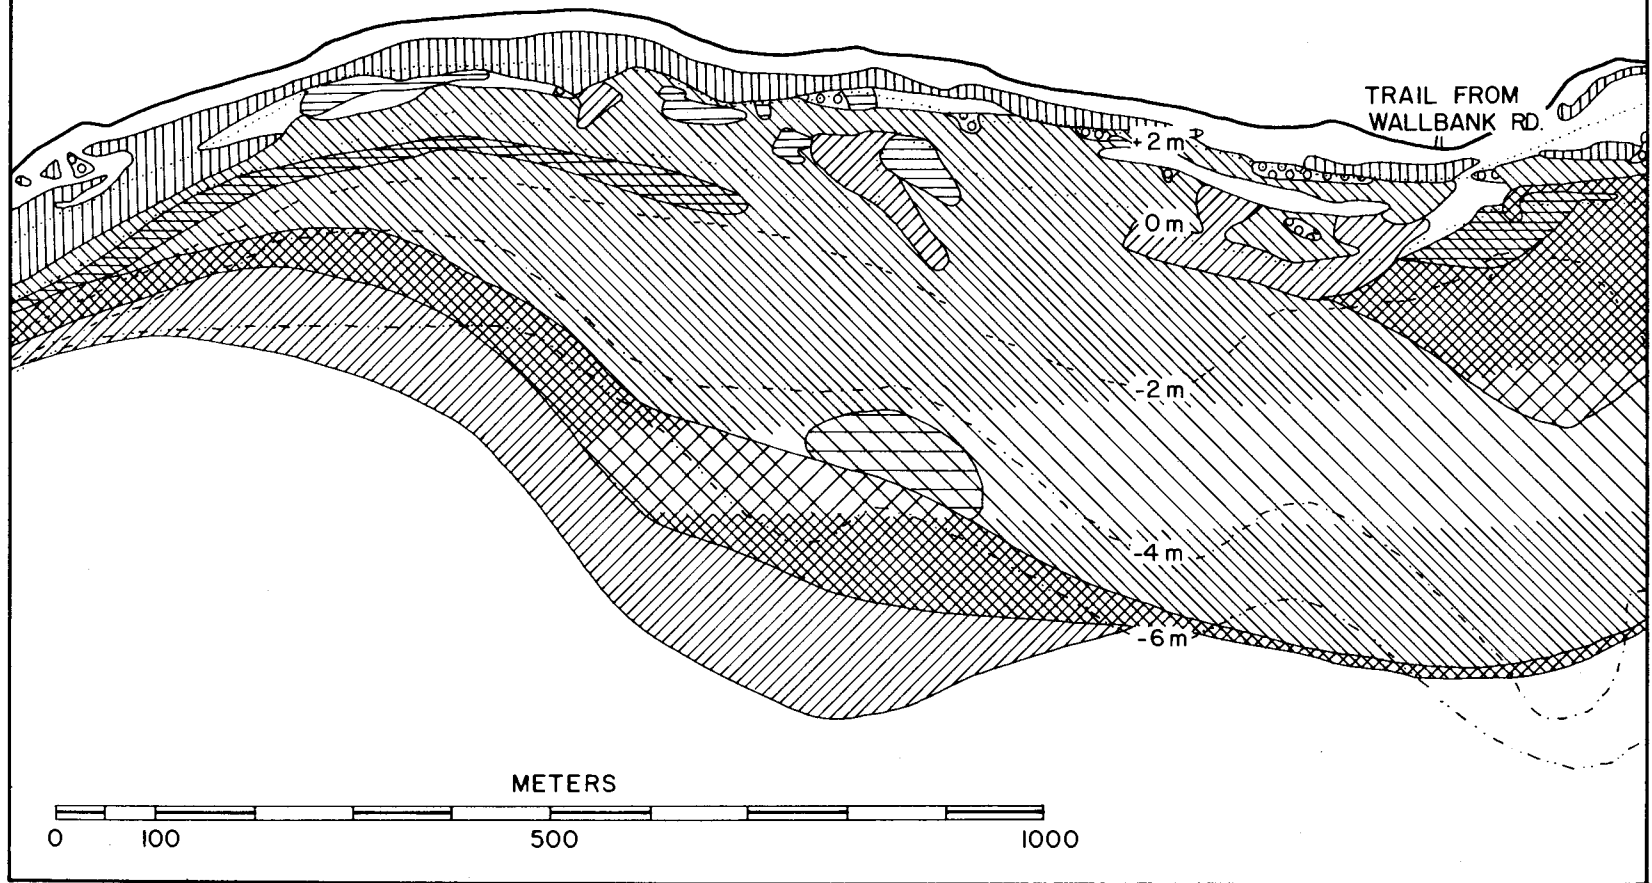 TRAIL FROM
WALLBANK RD.
+2 m
0 m
-2 m
-4 m
-6 m
METERS
0 100 500 1000